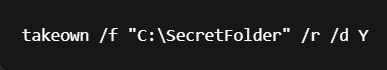 takeown /f "C:\SecretFolder" /r /d Y